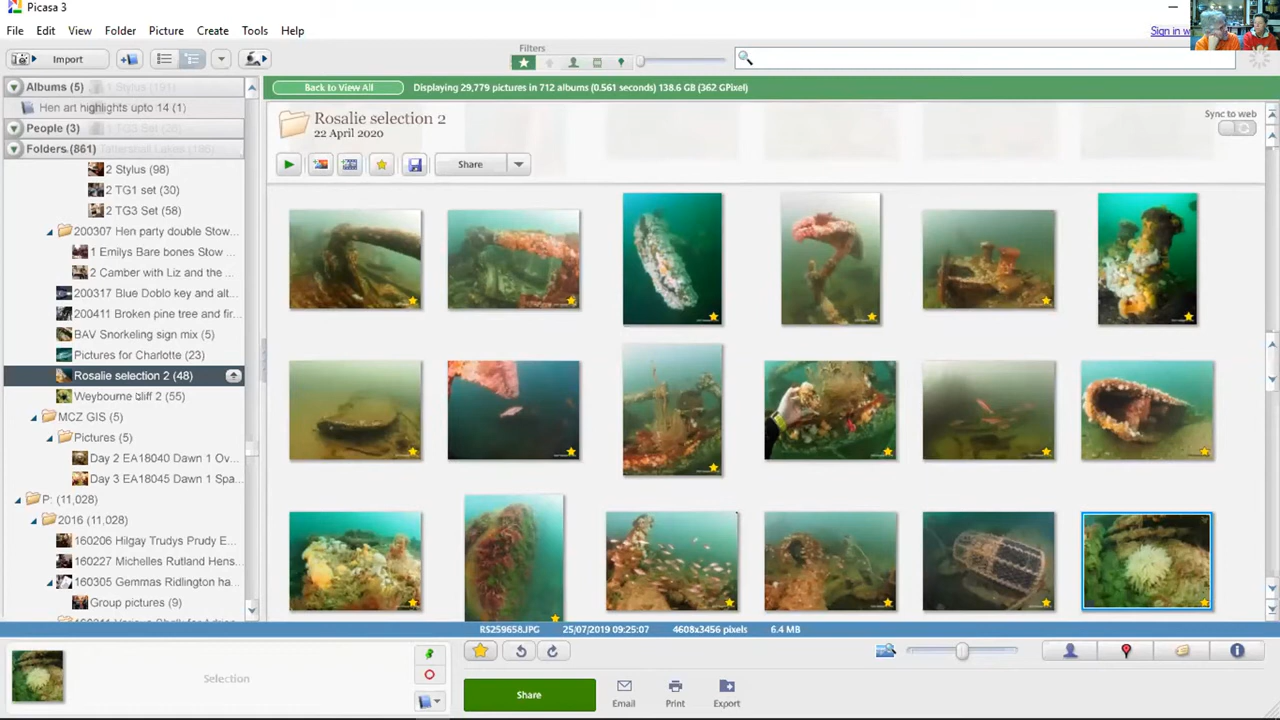 Picasa 3
File Edit View Folder Picture Create Tools Help
Sign in w
Import
Filters
Back to View All Displaying 29,779 pictures in 712 albums (0.561 seconds) 138.6 GB (362 GPixel)
Albums (5)
1 Stylus (191)
Hen art highlights upto 14 (1)
People (3)
Folders (861)
Tattershall Lakes (196)
2 Stylus (98)
2 TG1 set (30)
2 TG3 Set (58)
200307 Hen party double Stow...
1 Emilys Bare bones Stow ...
2 Camber with Liz and the ...
200317 Blue Doblo key and alt...
200411 Broken pine tree and fir...
BAV Snorkeling sign mix (5)
Pictures for Charlotte (23)
Rosalie selection 2 (48)
Weybourne cliff 2 (55)
MCZ GIS (5)
Pictures (5)
Day 2 EA18040 Dawn 1 Ov...
Day 3 EA18045 Dawn 1 Spa...
P: (11,028)
2016 (11,028)
160206 Hilgay Trudys Prudy E...
160227 Michelles Rutland Hens...
160305 Gemmas Ridlington ha...
Group pictures (9)
Rosalie selection 2
22 April 2020
Sync to web
Share
RS259658.JPG 25/07/2019 09:25:07 4608x3456 pixels 6.4 MB
Selection
Share
Email
Print
Export